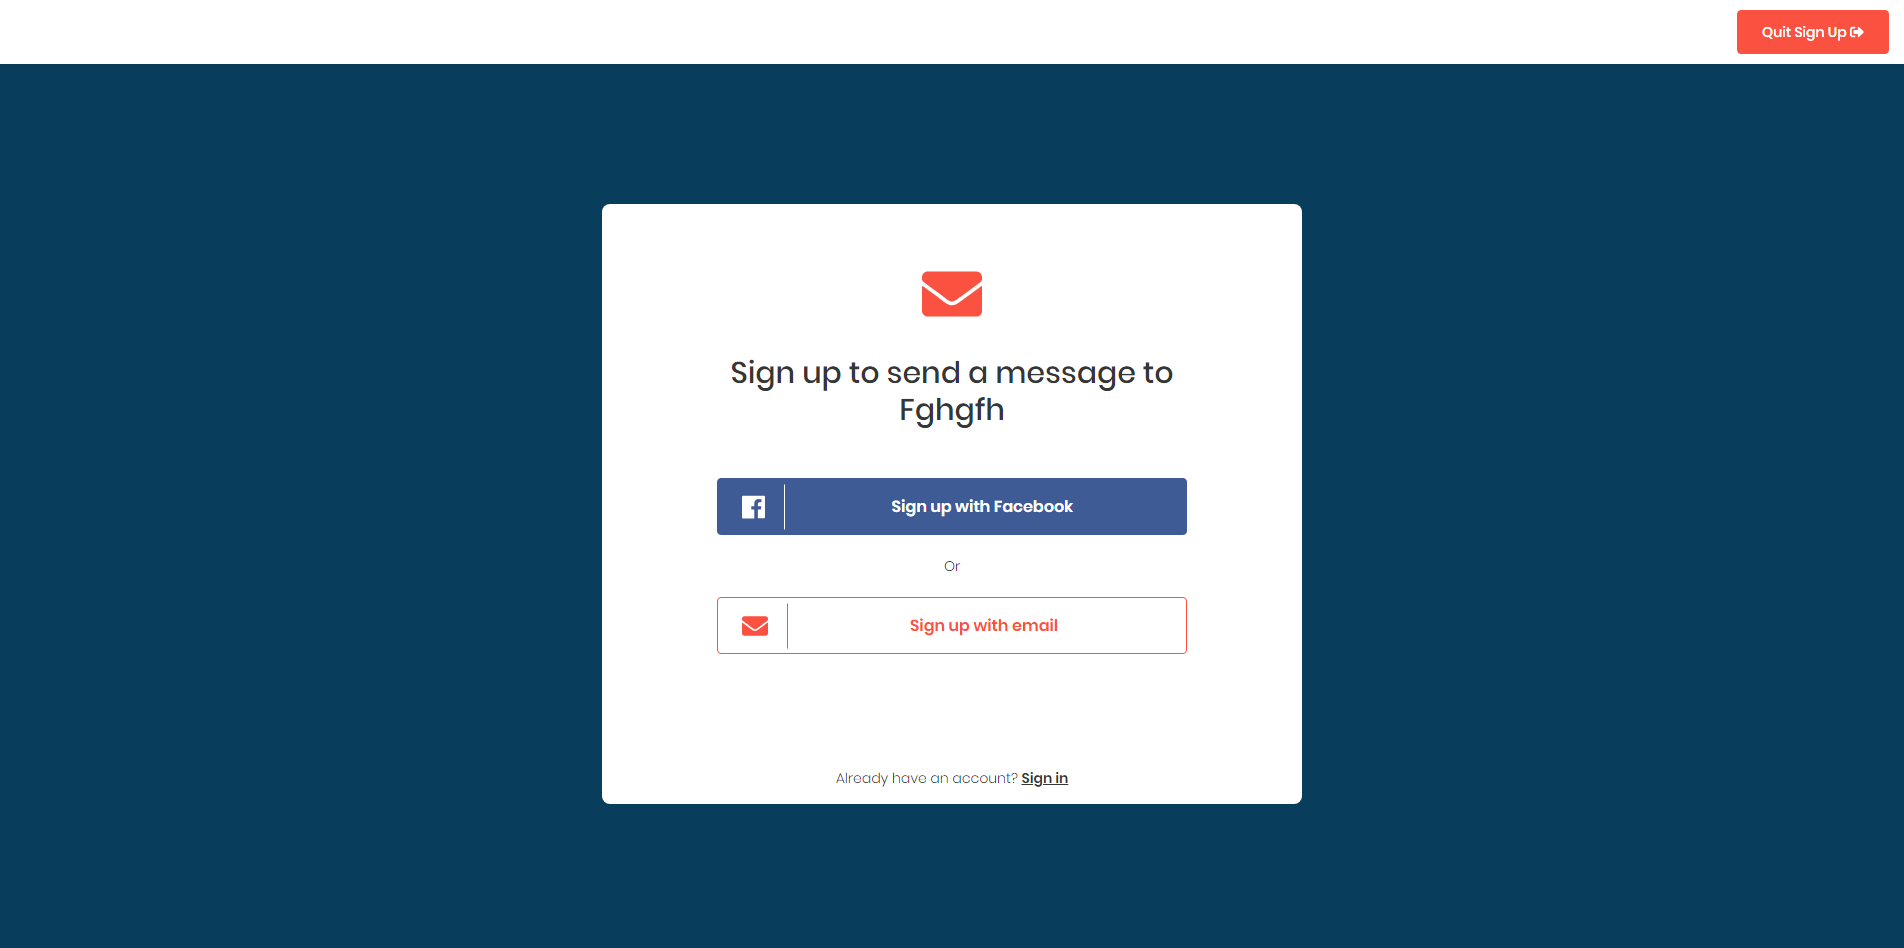 Quit Sign Up
Sign up to send a message to
Fghgfh
Sign up with Facebook
Or
Sign up with email
Already have an account? Sign in